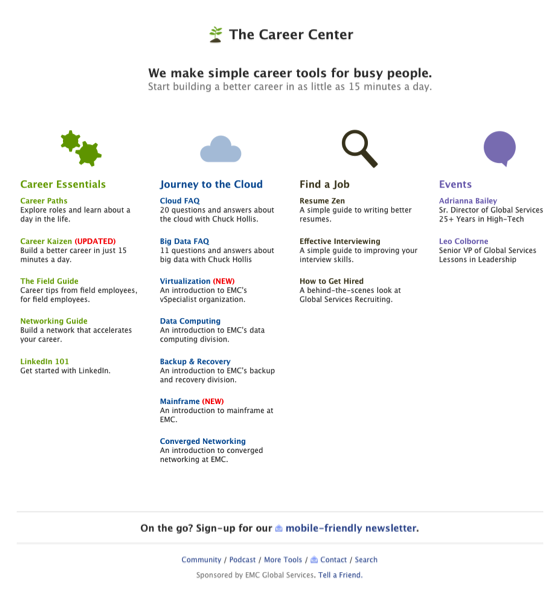 The Career Center
We make simple career tools for busy people.
Start building a better career in as little as 15 minutes a day.
Career Essentials
Career Paths
Explore roles and learn about a
day in the life.
Career Kaizen (UPDATED)
Build a better career in just 15
minutes a day.
The Field Guide
Career tips from field employees,
for field employees.
Networking Guide
Build a network that accelerates
your career.
LinkedIn 101
Get started with LinkedIn.
Journey to the Cloud
Cloud FAQ
20 questions and answers about
the cloud with Chuck Hollis.
Big Data FAQ
11 questions and answers about
big data with Chuck Hollis
Virtualization (NEW)
An introduction to EMC's
vSpecialist organization.
Data Computing
An introduction to EMC's data
computing division.
Backup & Recovery
An introduction to EMC's backup
and recovery division.
Mainframe (NEW)
An introduction to mainframe at
EMC.
Converged Networking
An introduction to converged
networking at EMC.
Find a Job
Resume Zen
A simple guide to writing better
resumes.
Effective Interviewing
A simple guide to improving your
interview skills.
How to Get Hired
A behind-the-scenes look at
Global Services Recruiting.
Events
Adrianna Bailey
Sr. Director of Global Services
25+ Years in High-Tech
Leo Colborne
Senior VP of Global Services
Lessons in Leadership
On the go? Sign-up for our mobile-friendly newsletter.
Community / Podcast / More Tools / Contact / Search
Sponsored by EMC Global Services. Tell a Friend.